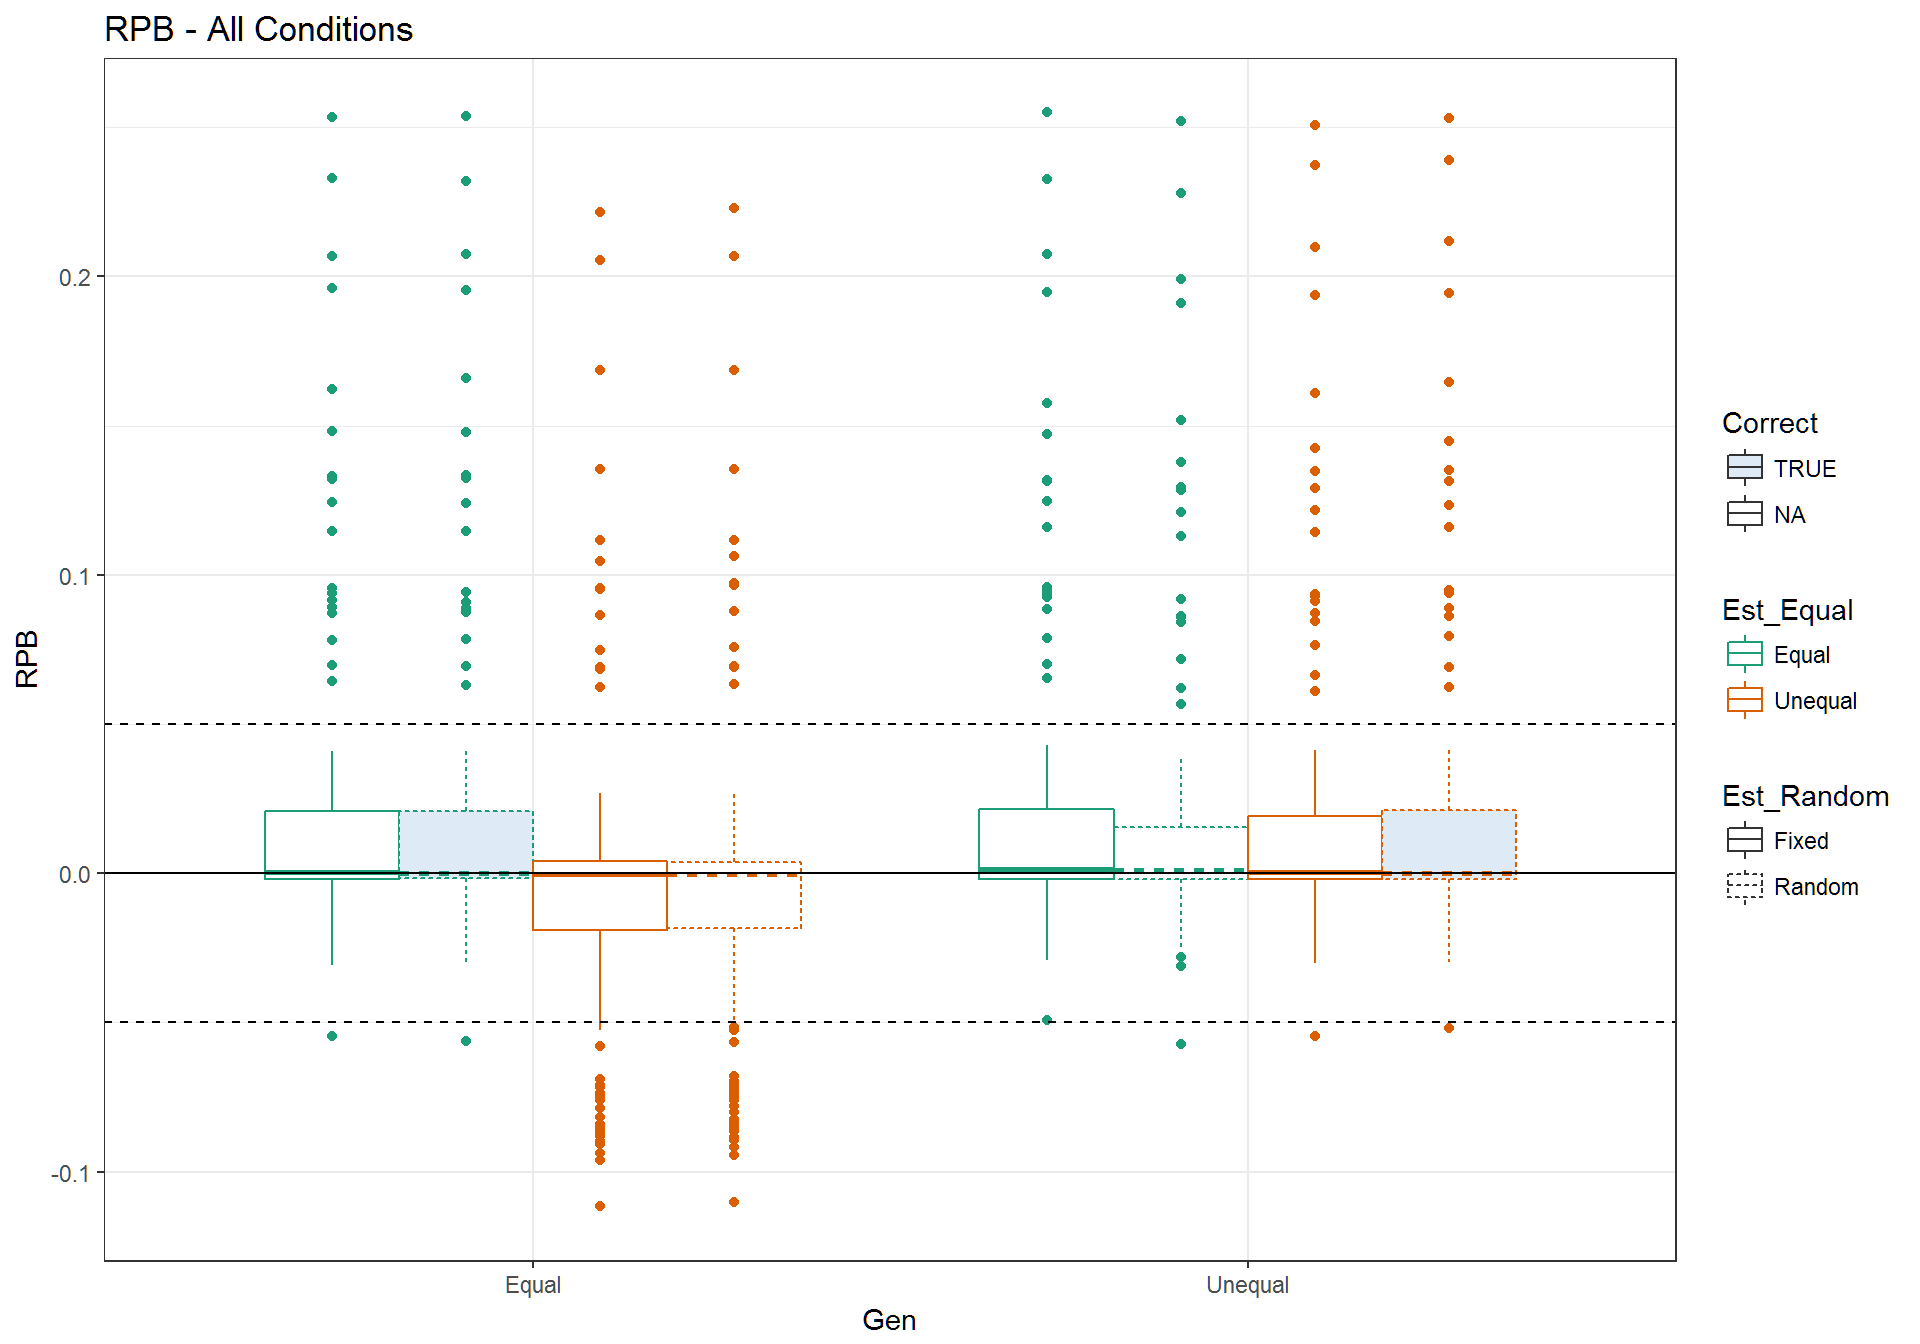 RPB - All Conditions
RPB
0.2
0.1
0.0
-0.1
Equal
Unequal
Gen
Correct
TRUE
NA
Est_Equal
Equal
Unequal
Est_Random
Fixed
Random